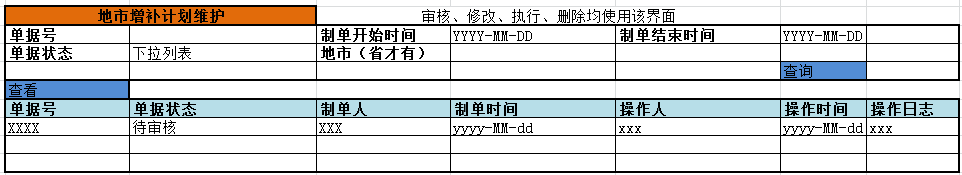 地市增补计划维护 审核、修改、执行、删除均使用该界面
单据号 制单开始时间 YYYY-MM-DD 制单结束时间 YYYY-MM-DD
单据状态 下拉列表 地市（省才有）
查询
查看
单据号 单据状态 制单人 制单时间 操作人 操作时间 操作日志
XXXX 待审核 XXX yyyy-MM-dd xxx yyyy-MM-dd xxx